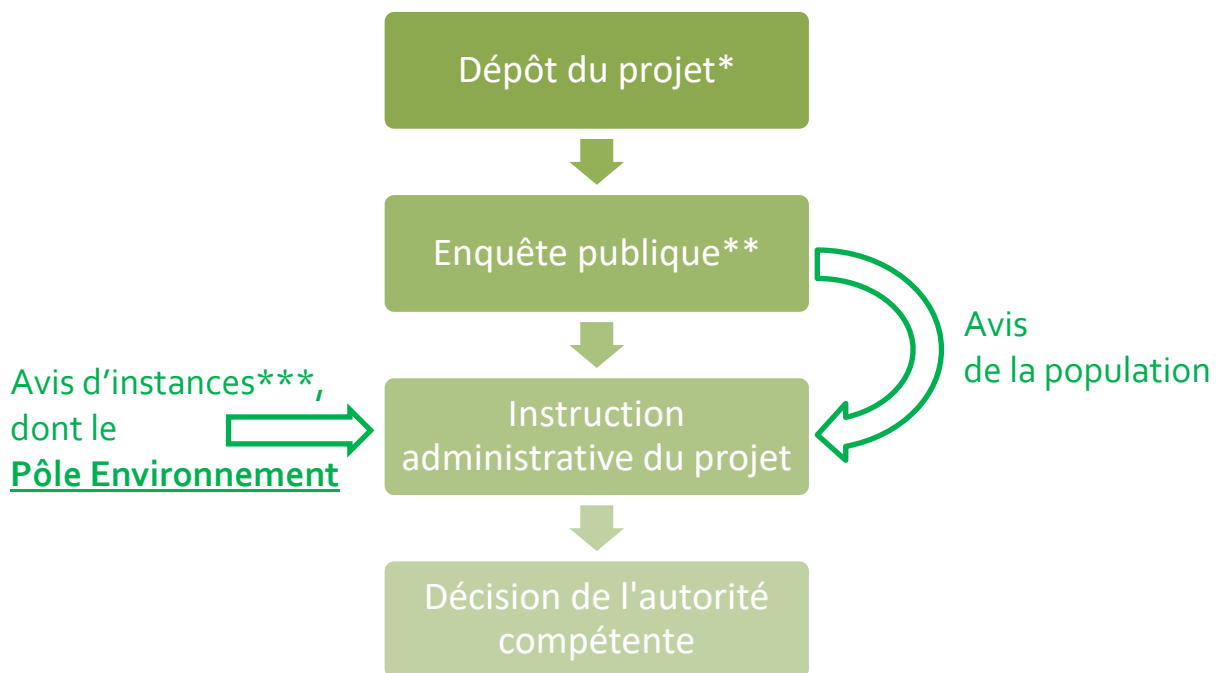 Dépôt du projet*
Enquête publique**
Avis
de la population
Avis d’instances***,
dont le
Pôle Environnement
Instruction
administrative du projet
Décision de l'autorité
compétente